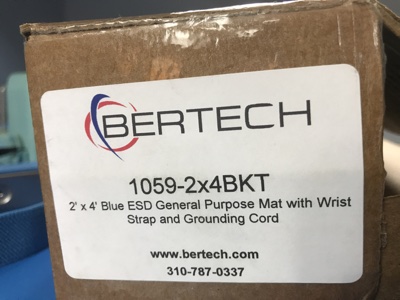 BERTECH
1059-2x4BKT
2' x 4' Blue ESD General Purpose Mat with Wrist
Strap and Grounding Cord
www.bertech.com
310-787-0337